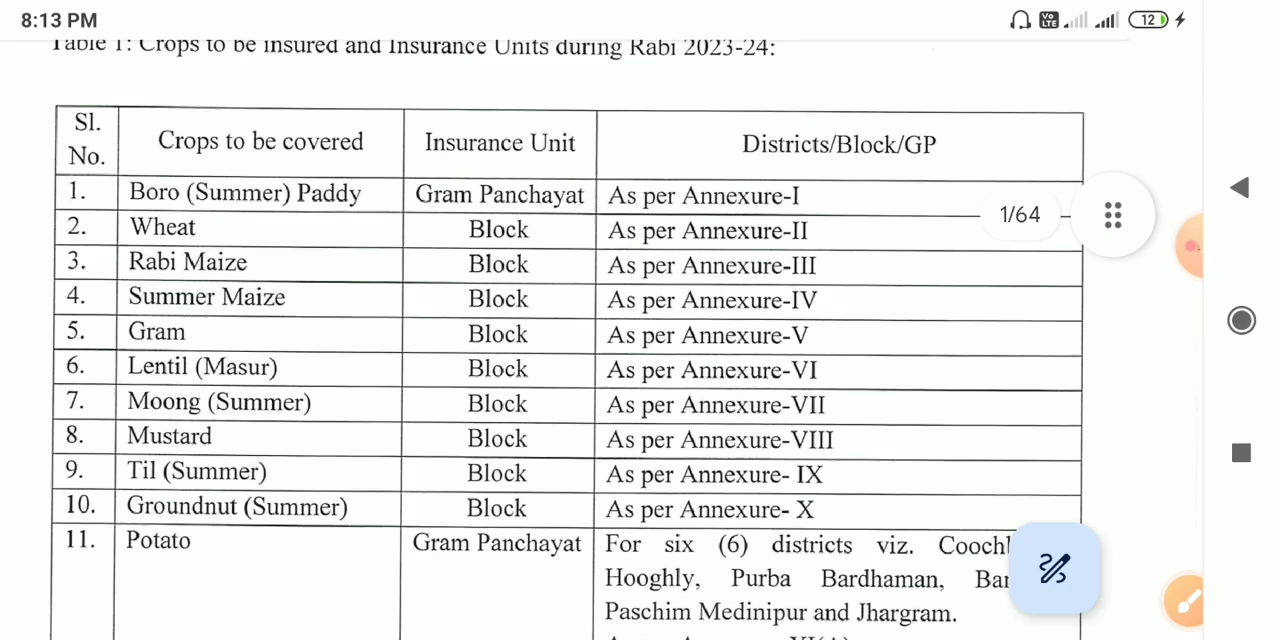 8:13 PM
Vo LTE
12
Table 1: Crops to be insured and Insurance Units during Rabi 2023-24:
Sl. No. Crops to be covered Insurance Unit Districts/Block/GP
1. Boro (Summer) Paddy Gram Panchayat As per Annexure-I
1/64
2. Wheat Block As per Annexure-II
3. Rabi Maize Block As per Annexure-III
4. Summer Maize Block As per Annexure-IV
5. Gram Block As per Annexure-V
6. Lentil (Masur) Block As per Annexure-VI
7. Moong (Summer) Block As per Annexure-VII
8. Mustard Block As per Annexure-VIII
9. Til (Summer) Block As per Annexure- IX
10. Groundnut (Summer) Block As per Annexure- X
11. Potato Gram Panchayat For six (6) districts viz.
Hooghly, Purba Bardhaman,
Paschim Medinipur and Jhargram.